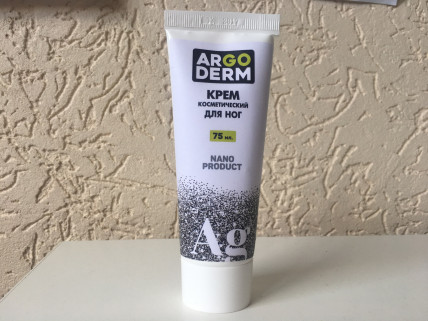 ARGO
DERM
КРЕМ
КОСМЕТИЧЕСКИЙ
ДЛЯ НОГ
75 МЛ.
NANO
PRODUCT
Ag